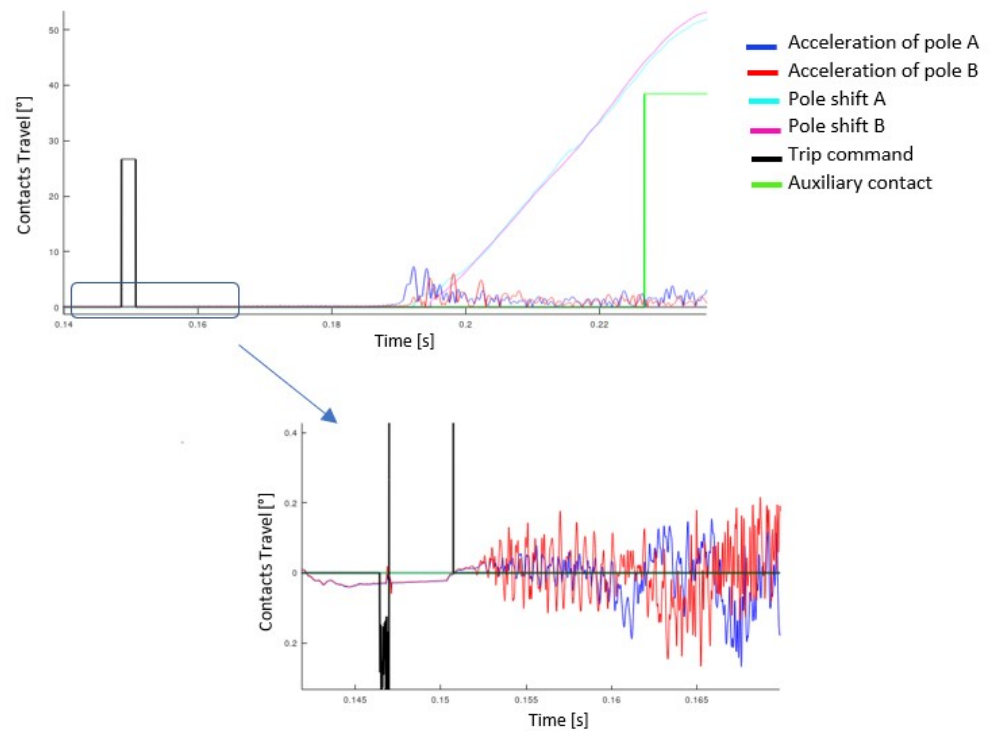 50
40
30
20
10
0
Contacts Travel [°]
0.14 0.16 0.18 0.2 0.22
Time [s]
Acceleration of pole A
Acceleration of pole B
Pole shift A
Pole shift B
Trip command
Auxiliary contact
0.4
0.2
0
0.2
Contacts Travel [°]
0.145 0.15 0.155 0.16 0.165
Time [s]